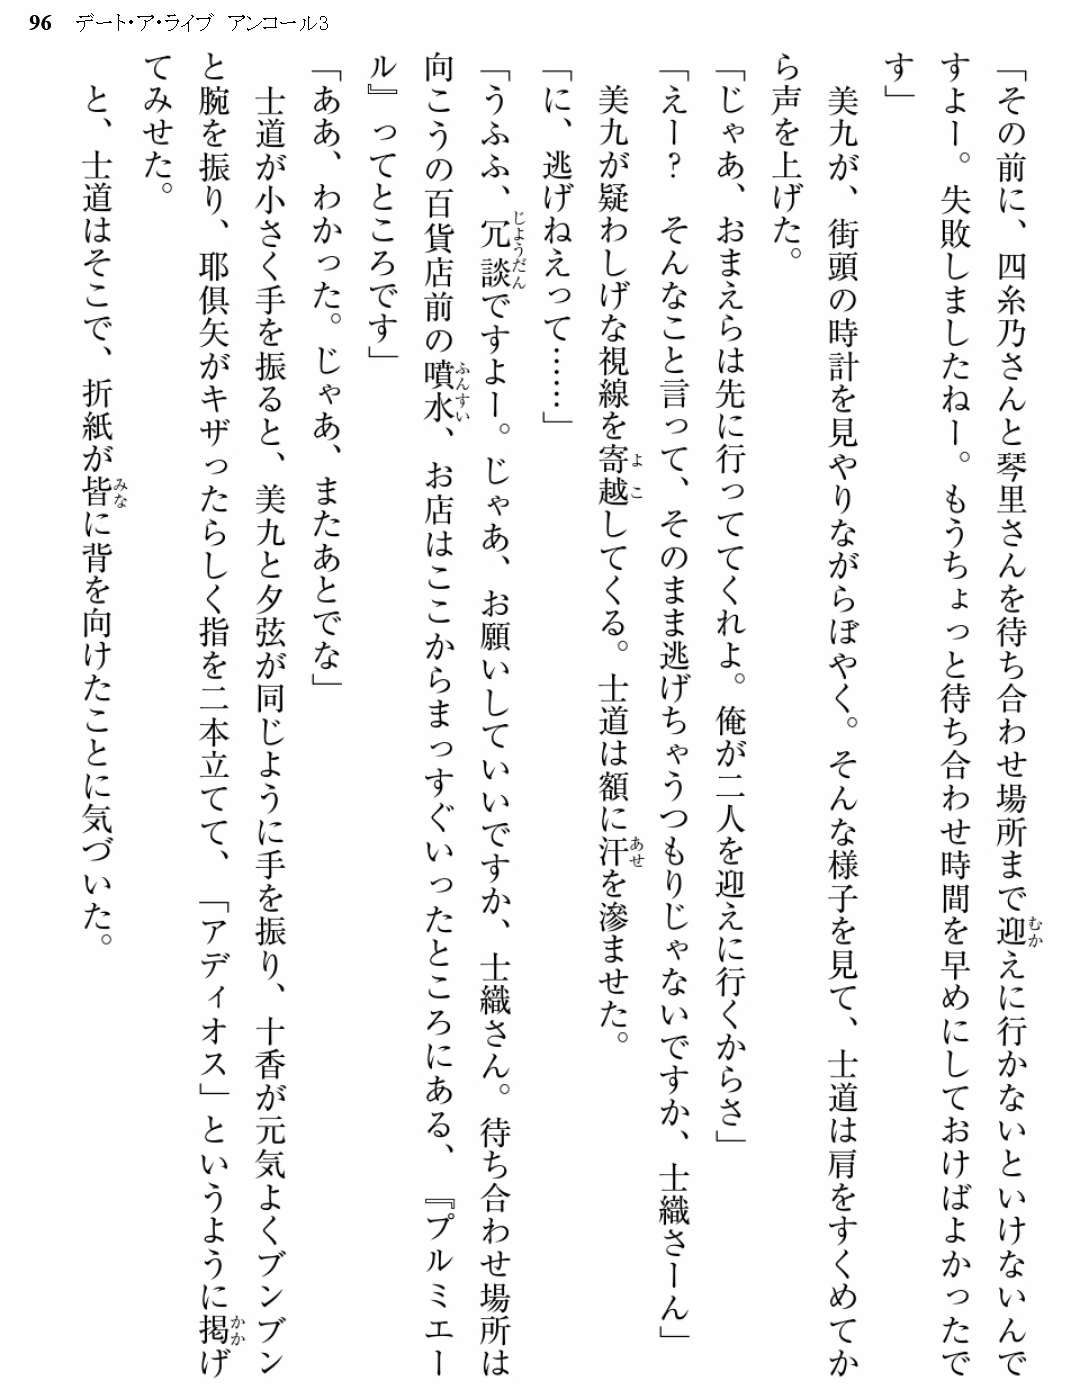 96 デート・ア・ライブ アンコール3
「その前に、四糸乃さんと琴里さんを待ち合わせ場所まで迎えに行かないといけないんで
すよー。失敗しましたねー。もうちょっと待ち合わせ時間を早めにしておけばよかったで
す」
　美九が、街頭の時計を見やりながらぼやく。そんな様子を見て、士道は肩をすくめてか
ら声を上げた。
「じゃあ、おまえらは先に行っててくれよ。俺が二人を迎えに行くからさ」
「えー？　そんなこと言って、そのまま逃げちゃうつもりじゃないですか、士織さーん」
　美九が疑わしげな視線を寄越してくる。士道は額に汗を滲ませた。
「に、逃げねえって……」
「うふふ、冗談ですよー。じゃあ、お願いしていいですか、士織さん。待ち合わせ場所は
向こうの百貨店前の噴水、お店はここからまっすぐいったところにある、『プルミエー
ル』ってところです」
「ああ、わかった。じゃあ、またあとでな」
　士道が小さく手を振ると、美九と夕弦が同じように手を振り、十香が元気よくブンブン
と腕を振り、耶倶矢がキザったらしく指を二本立てて、「アディオス」というように掲げ
てみせた。
　と、士道はそこで、折紙が皆に背を向けたことに気づいた。